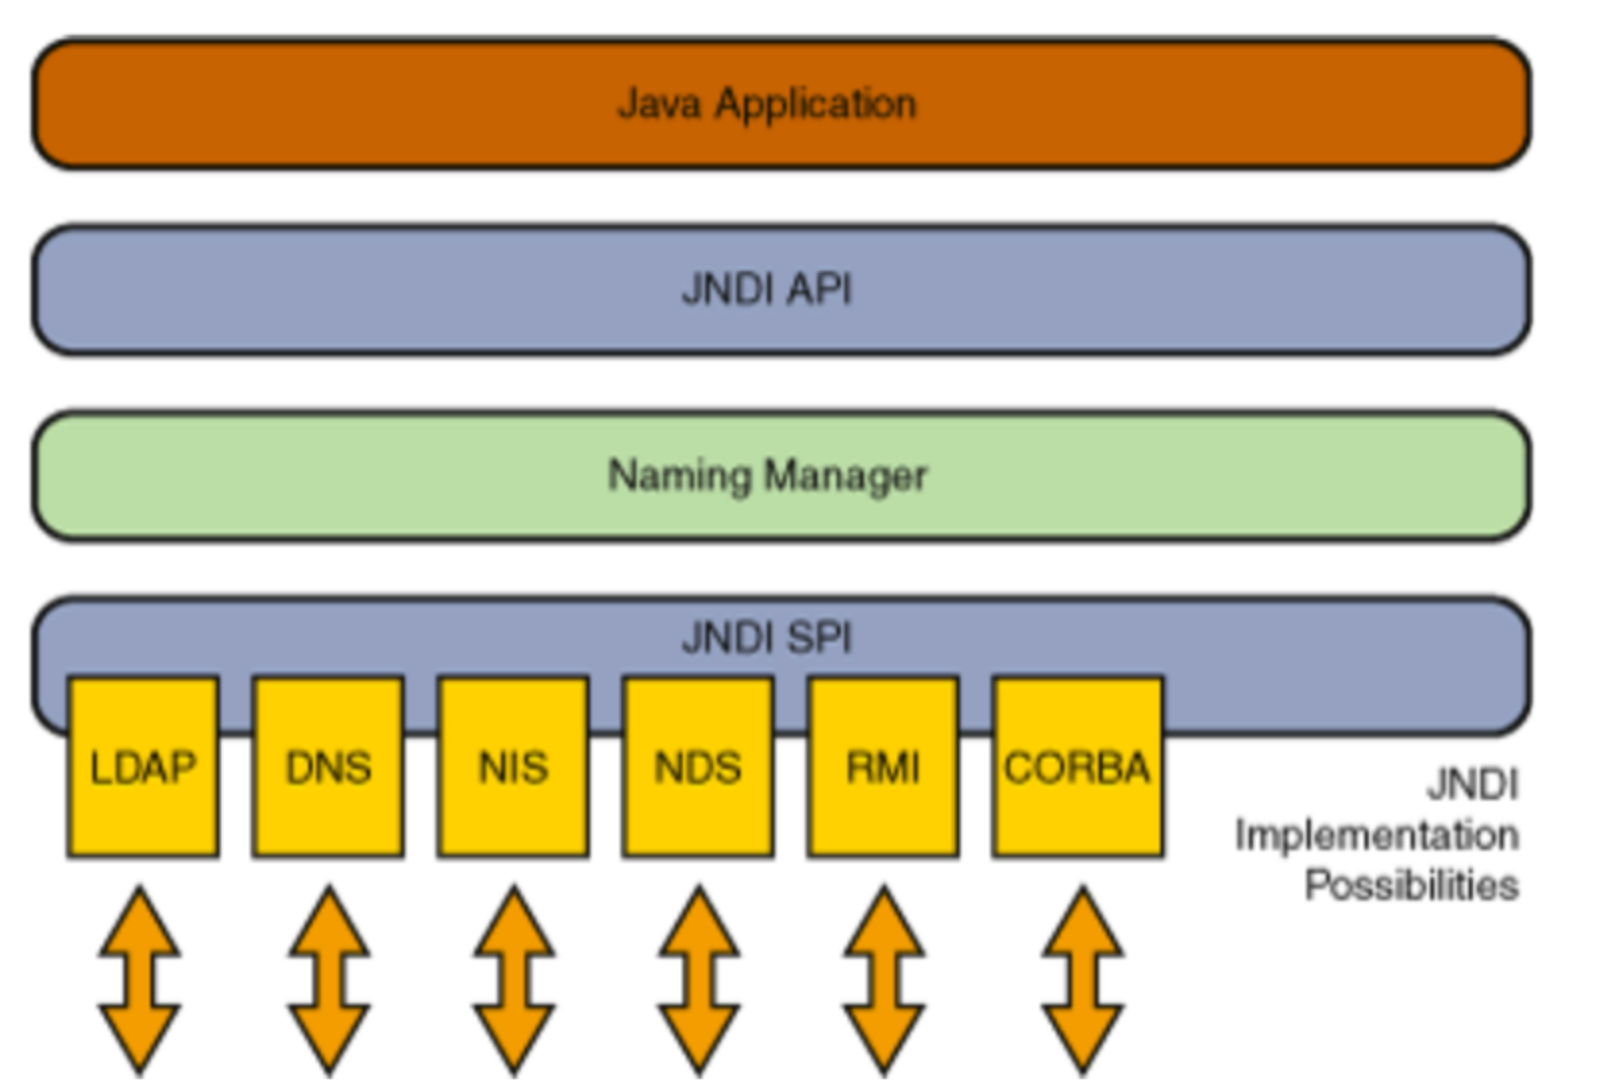 Java Application
JNDI API
Naming Manager
JNDI SPI
LDAP
DNS
NIS
NDS
RMI
CORBA
JNDI
Implementation
Possibilities